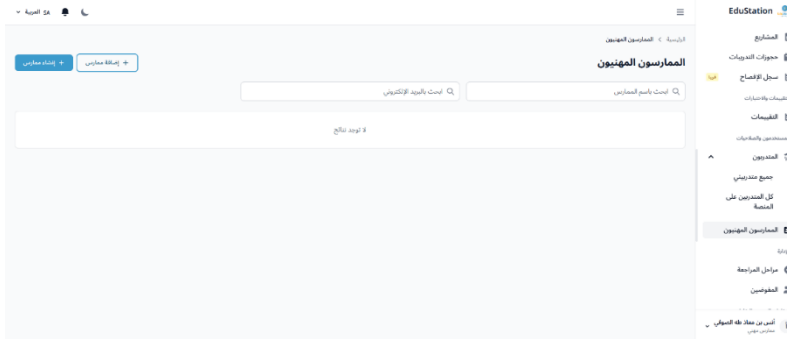 EduStation
المشاريع
حجوزات التدريبات
سجل الإفصاح
التقييمات
المتدربون
جميع متدربيني
كل المتدربين على
المنصة
الممارسون المهنيون
مراحل المراجعة
المفوضين
أنس بن معاذ طه الصوفي
ممارس مهني
SA العربية
الرئيسية > الممارسون المهنيون
الممارسون المهنيون
+ إضافة ممارس
+ إنشاء ممارس
ابحث باسم الممارس
ابحث بالبريد الإلكتروني
لا توجد نتائج